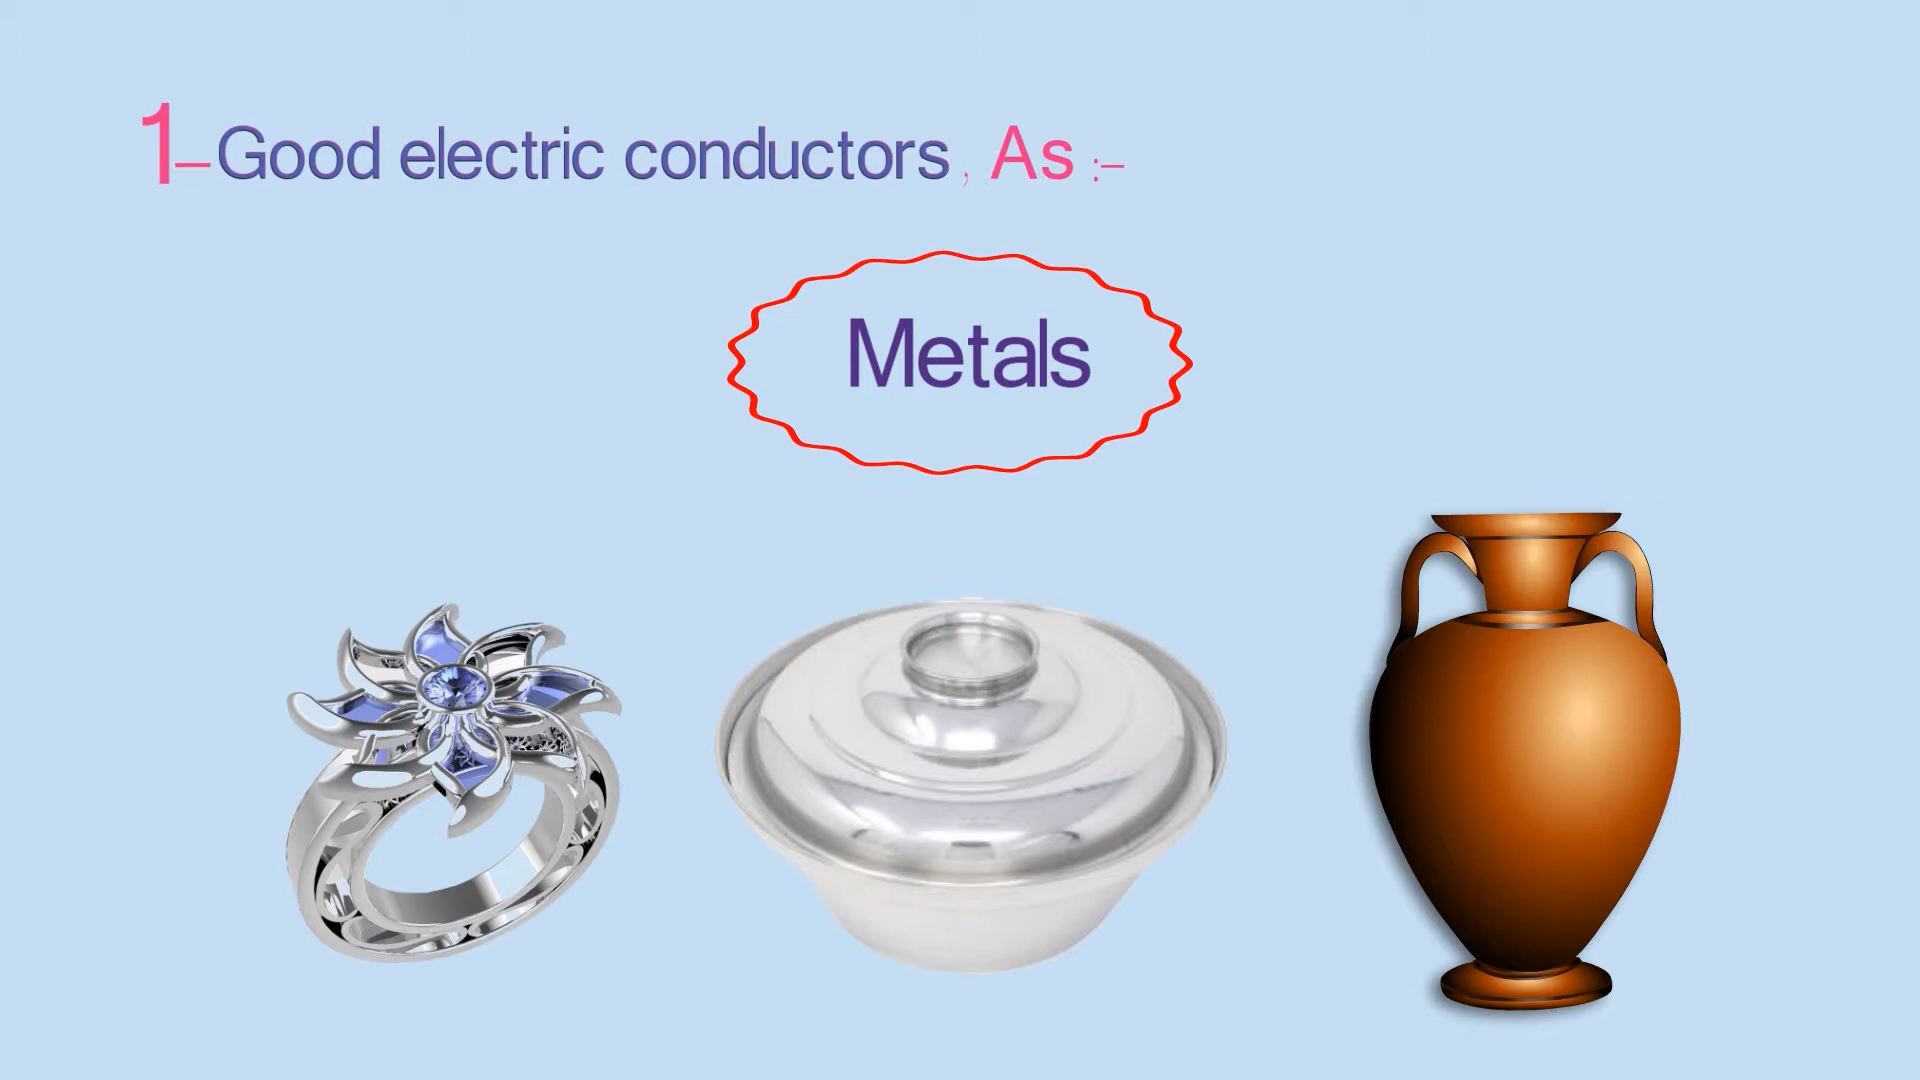 1–Good electric conductors, As :–
Metals